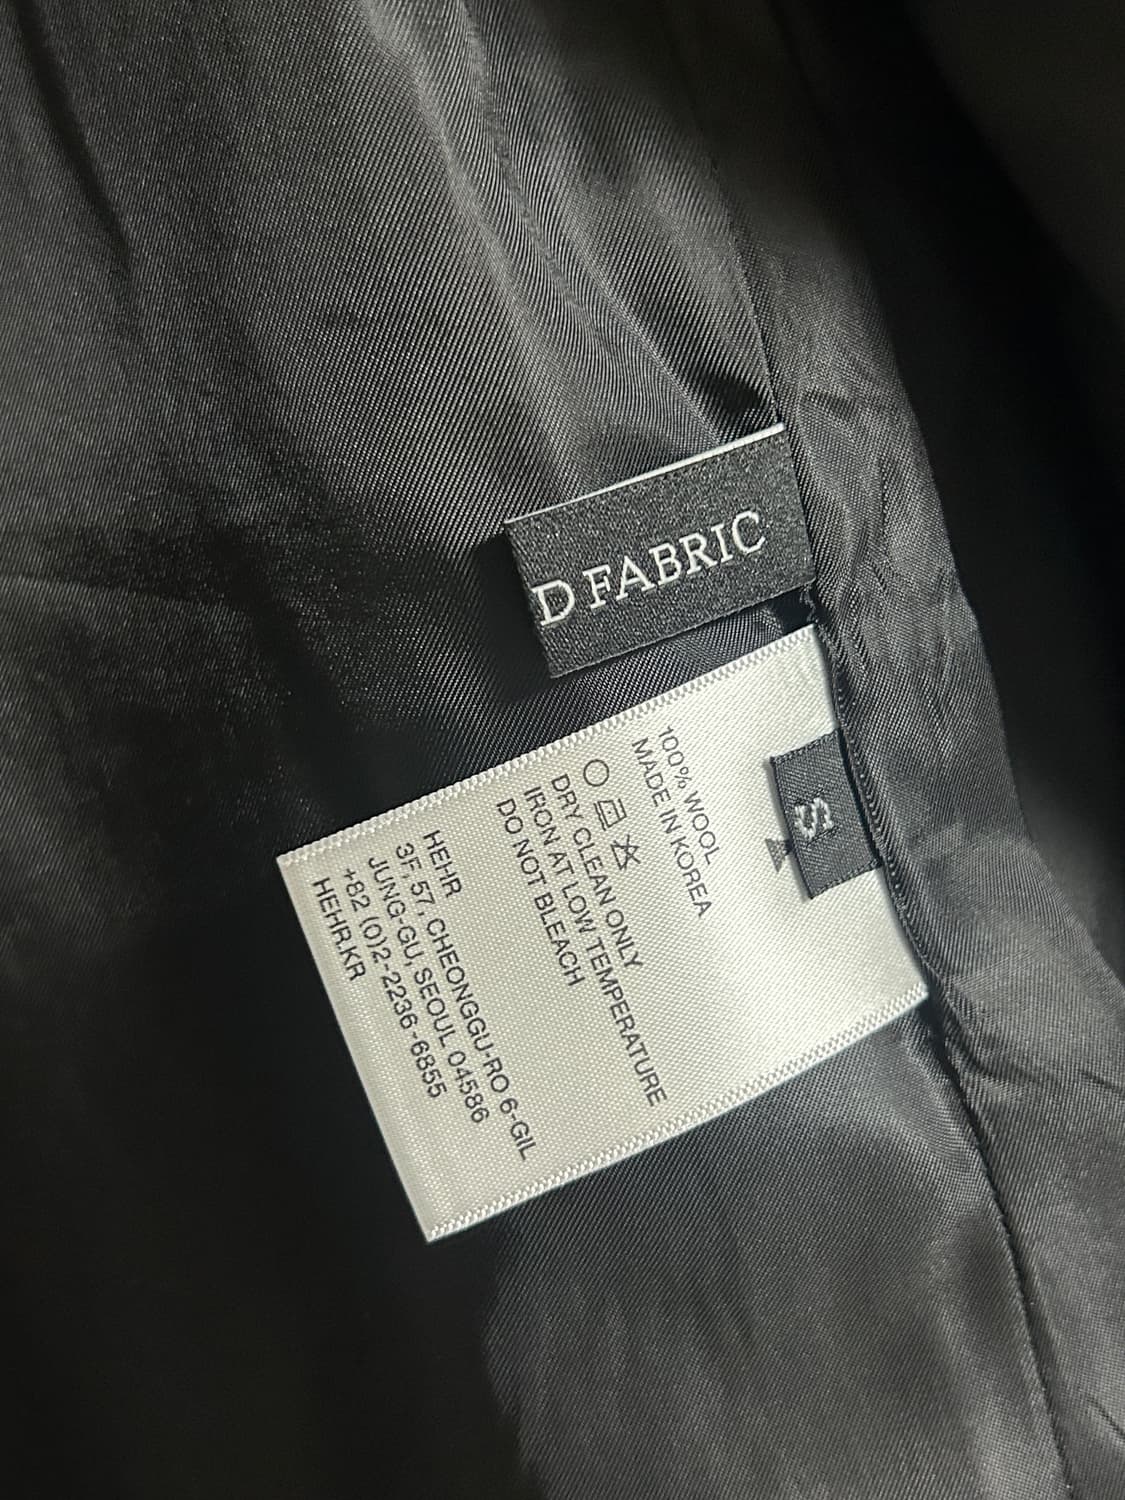 D FABRIC
S
100% WOOL
MADE IN KOREA
DRY CLEAN ONLY
IRON AT LOW TEMPERATURE
DO NOT BLEACH
HEHR
3F, 57, CHEONGGU-RO 6-GIL
JUNG-GU, SEOUL 04586
+82 (0)2-2236-6855
HEHR.KR